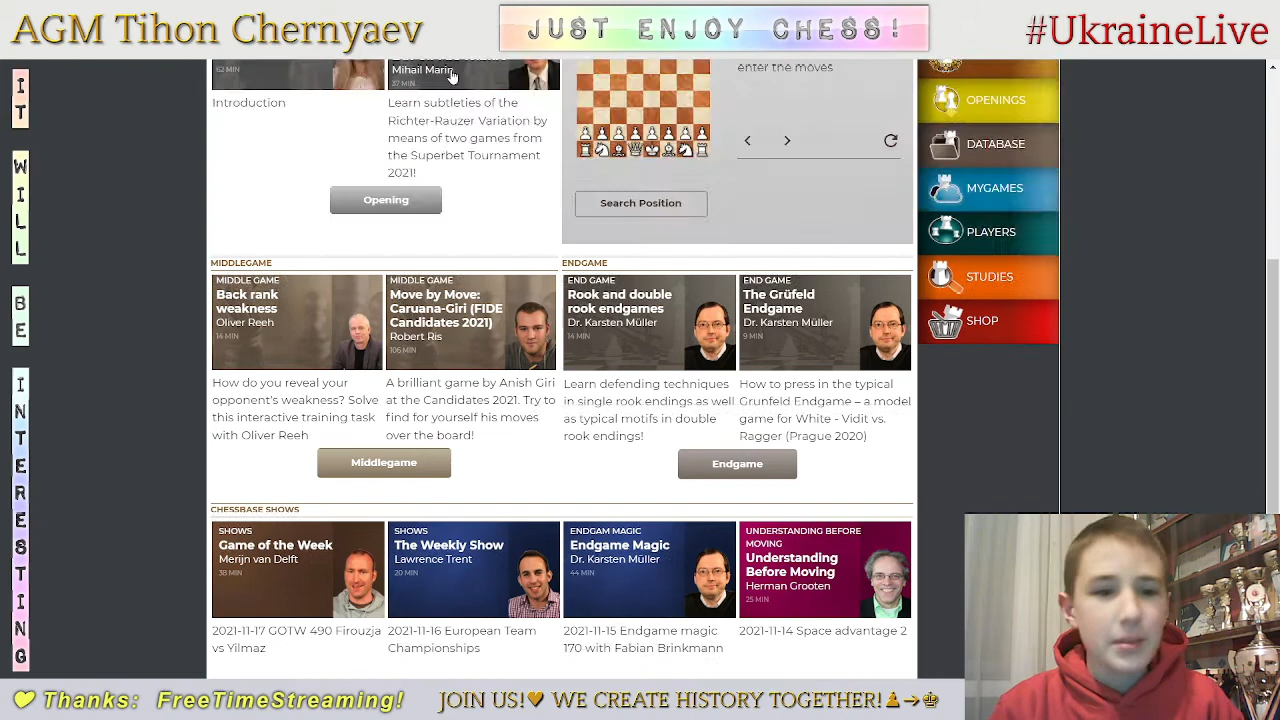 AGM Tihon Chernyaev
JUST ENJOY CHESS!
#UkraineLive
IT
WILL
BE
INTERESTING
62 MIN
Introduction
Mihail Marin
37 MIN
Learn subtleties of the
Richter-Rauzer Variation by
means of two games from
the Superbet Tournament
2021!
Opening
enter the moves
Search Position
OPENINGS
DATABASE
MYGAMES
PLAYERS
STUDIES
SHOP
MIDDLEGAME
MIDDLE GAME
Back rank
weakness
Oliver Reeh
14 MIN
How do you reveal your
opponent's weakness? Solve
this interactive training task
with Oliver Reeh
MIDDLE GAME
Move by Move:
Caruana-Giri (FIDE
Candidates 2021)
Robert Ris
106 MIN
A brilliant game by Anish Giri
at the Candidates 2021. Try to
find for yourself his moves
over the board!
Middlegame
ENDGAME
END GAME
Rook and double
rook endgames
Dr. Karsten Müller
14 MIN
Learn defending techniques
in single rook endings as well
as typical motifs in double
rook endings!
END GAME
The Grüfeld
Endgame
Dr. Karsten Müller
9 MIN
How to press in the typical
Grunfeld Endgame – a model
game for White - Vidit vs.
Ragger (Prague 2020)
Endgame
CHESSBASE SHOWS
SHOWS
Game of the Week
Merijn van Delft
38 MIN
2021-11-17 GOTW 490 Firouzja
vs Yilmaz
SHOWS
The Weekly Show
Lawrence Trent
20 MIN
2021-11-16 European Team
Championships
ENDGAM MAGIC
Endgame Magic
Dr. Karsten Müller
44 MIN
2021-11-15 Endgame magic
170 with Fabian Brinkmann
UNDERSTANDING BEFORE
MOVING
Understanding
Before Moving
Herman Grooten
25 MIN
2021-11-14 Space advantage 2
Thanks: FreeTimeStreaming!
JOIN US! WE CREATE HISTORY TOGETHER!